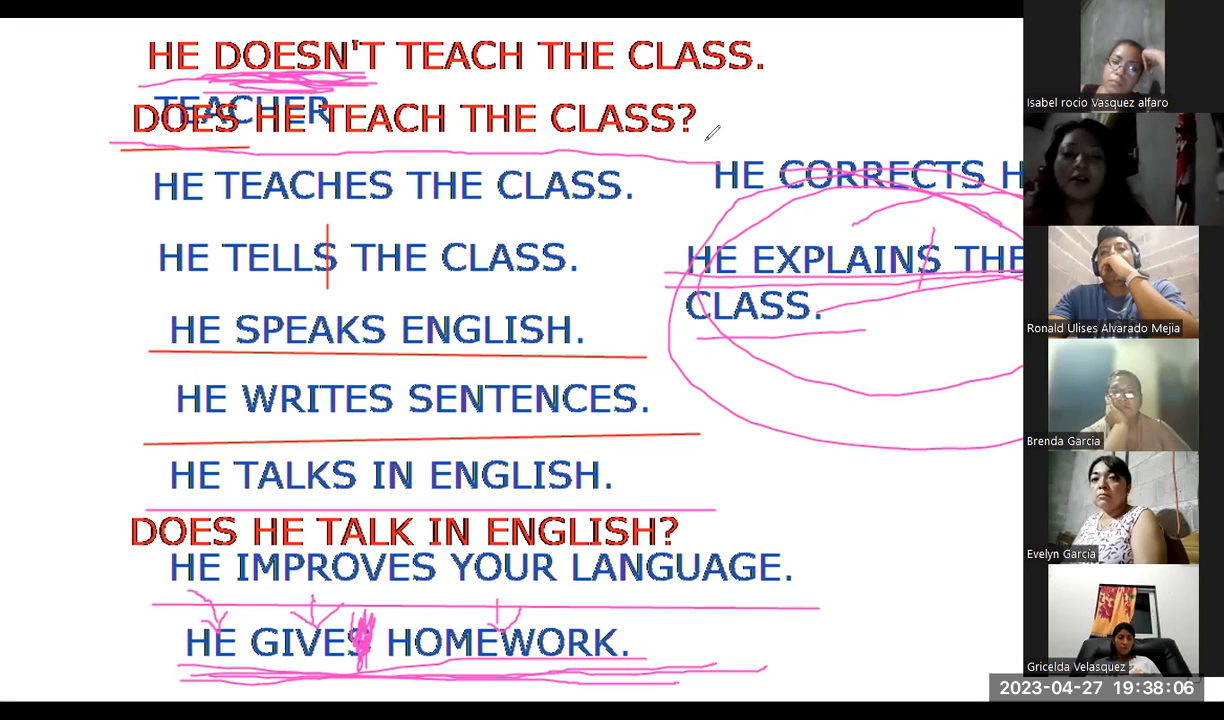 HE DOESN'T TEACH THE CLASS.
TEACHER
DOES HE TEACH THE CLASS?
HE TEACHES THE CLASS.
HE TELLS THE CLASS.
HE SPEAKS ENGLISH.
HE WRITES SENTENCES.
HE TALKS IN ENGLISH.
DOES HE TALK IN ENGLISH?
HE IMPROVES YOUR LANGUAGE.
HE GIVES HOMEWORK.
HE CORRECTS H
HE EXPLAINS THE
CLASS.
Isabel rocio Vasquez alfaro
Ronald Ulises Alvarado Mejia
Brenda Garcia
Evelyn García
Gricelda Velasquez
2023-04-27 19:38:06